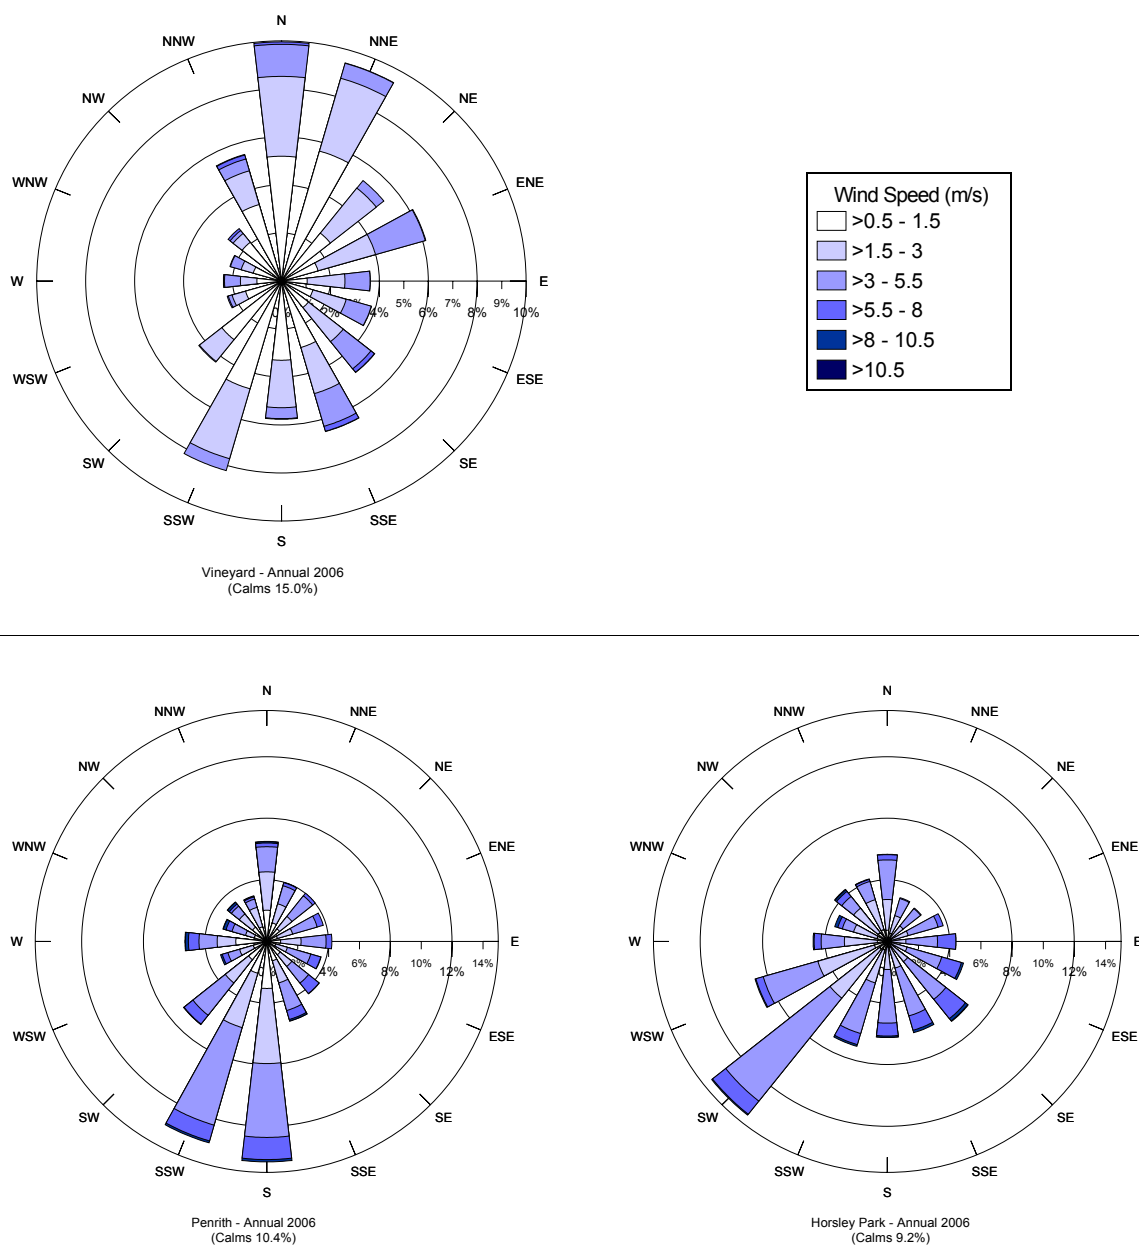 N
NNW NNE
NW NE
WNW ENE
W E
5% 7% 9%
2% 4% 6% 8% 10%
WSW ESE
SW SE
SSW SSE
S
Vineyard - Annual 2006
(Calms 15.0%)
Wind Speed (m/s)
>0.5 - 1.5
>1.5 - 3
>3 - 5.5
>5.5 - 8
>8 - 10.5
>10.5
N
NNW NNE
NW NE
WNW ENE
W E
6% 10% 14%
4% 8% 12%
WSW ESE
SW SE
SSW SSE
S
Penrith - Annual 2006
(Calms 10.4%)
N
NNW NNE
NW NE
WNW ENE
W E
6% 10% 14%
8% 12%
WSW ESE
SW SE
SSW SSE
S
Horsley Park - Annual 2006
(Calms 9.2%)